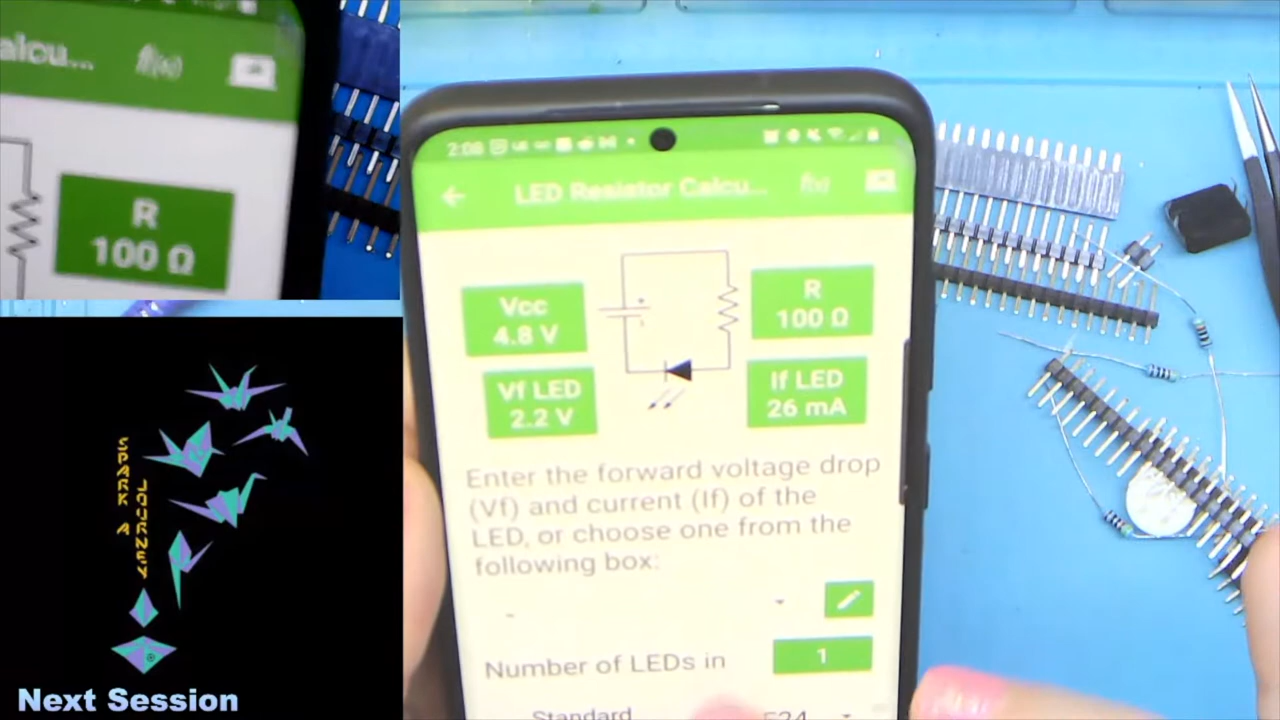 alcu... f(x)
R
100 Ω
SPARK A
JOURNEY
Next Session
2:08
LED Resistor Calcu... f(x)
Vcc
4.8 V
R
100 Ω
Vf LED
2.2 V
If LED
26 mA
Enter the forward voltage drop
(Vf) and current (If) of the
LED, or choose one from the
following box:
-
Number of LEDs in
1
Standard
E24